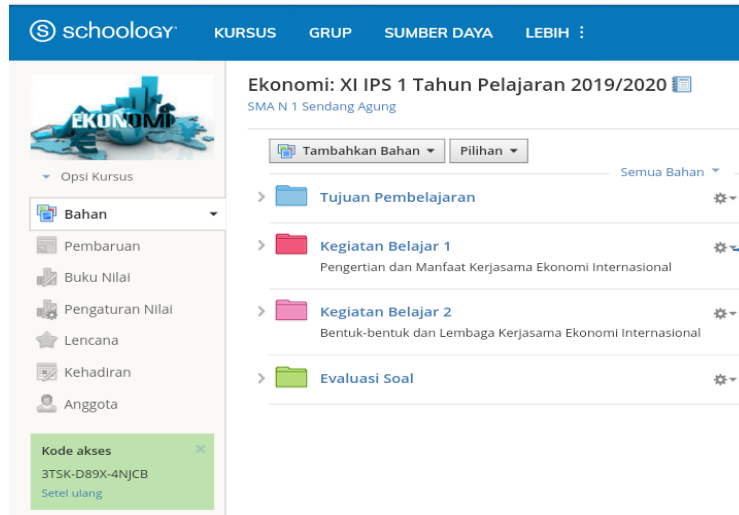 schoology KURSUS GRUP SUMBER DAYA LEBIH
EKONOMI
Opsi Kursus
Bahan
Pembaruan
Buku Nilai
Pengaturan Nilai
Lencana
Kehadiran
Anggota
Kode akses
3TSK-D89X-4NJCB
Setel ulang
Ekonomi: XI IPS 1 Tahun Pelajaran 2019/2020
SMA N 1 Sendang Agung
Tambahkan Bahan Pilihan
Semua Bahan
Tujuan Pembelajaran
Kegiatan Belajar 1
Pengertian dan Manfaat Kerjasama Ekonomi Internasional
Kegiatan Belajar 2
Bentuk-bentuk dan Lembaga Kerjasama Ekonomi Internasional
Evaluasi Soal